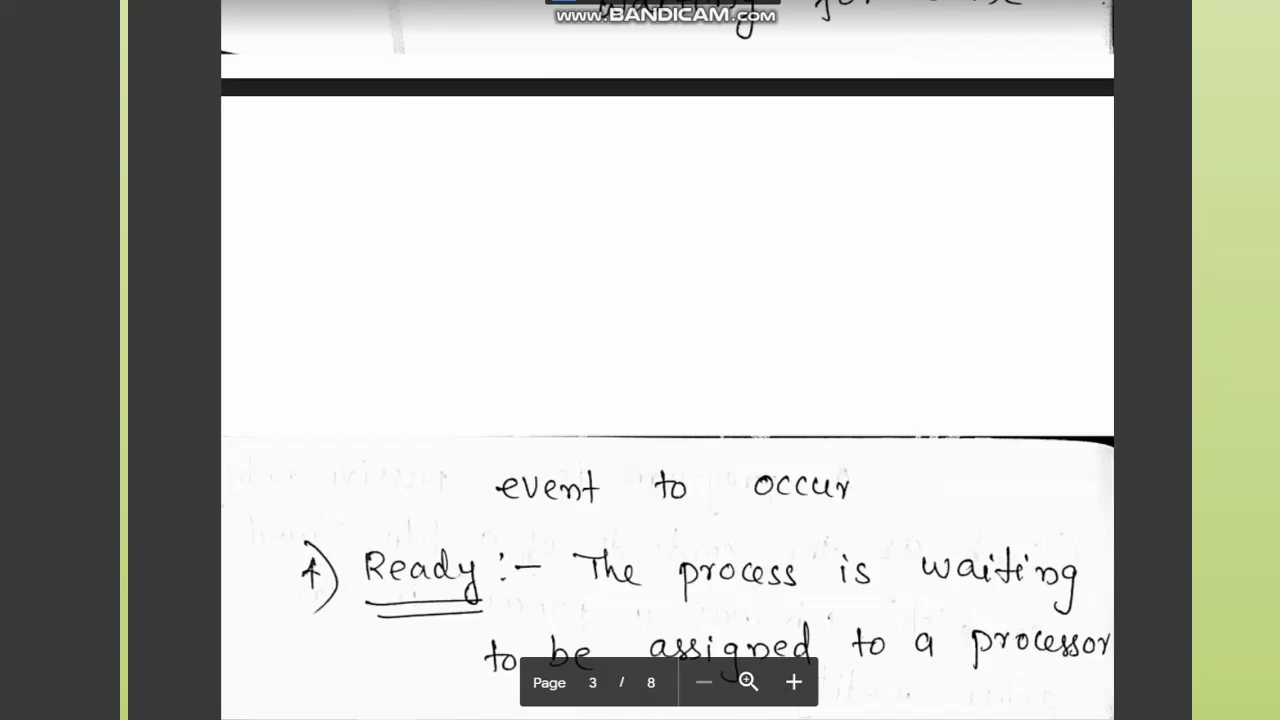 www.BANDICAM.com
event to occur
4) Ready :- The process is waiting
to be assigned to a processor
Page 3 / 8